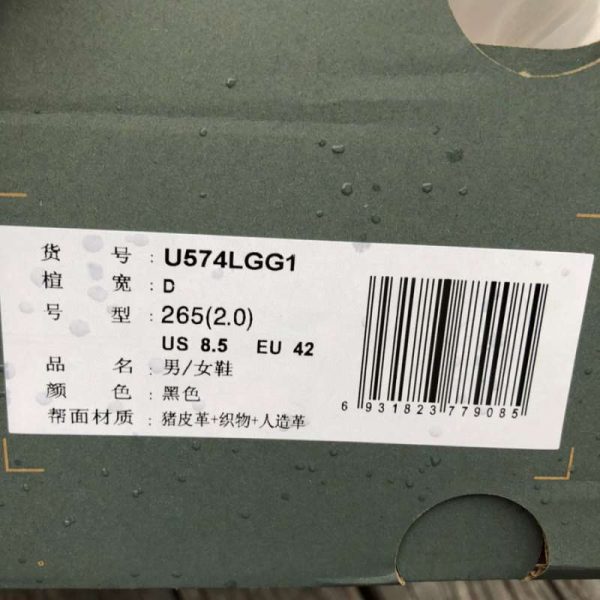 货 号 : U574LGG1
楦 宽 : D
号 型 : 265(2.0)
US 8.5 EU 42
品 名 : 男/女鞋
颜 色 : 黑色
帮面材质 : 猪皮革+织物+人造革
6 931823 779085